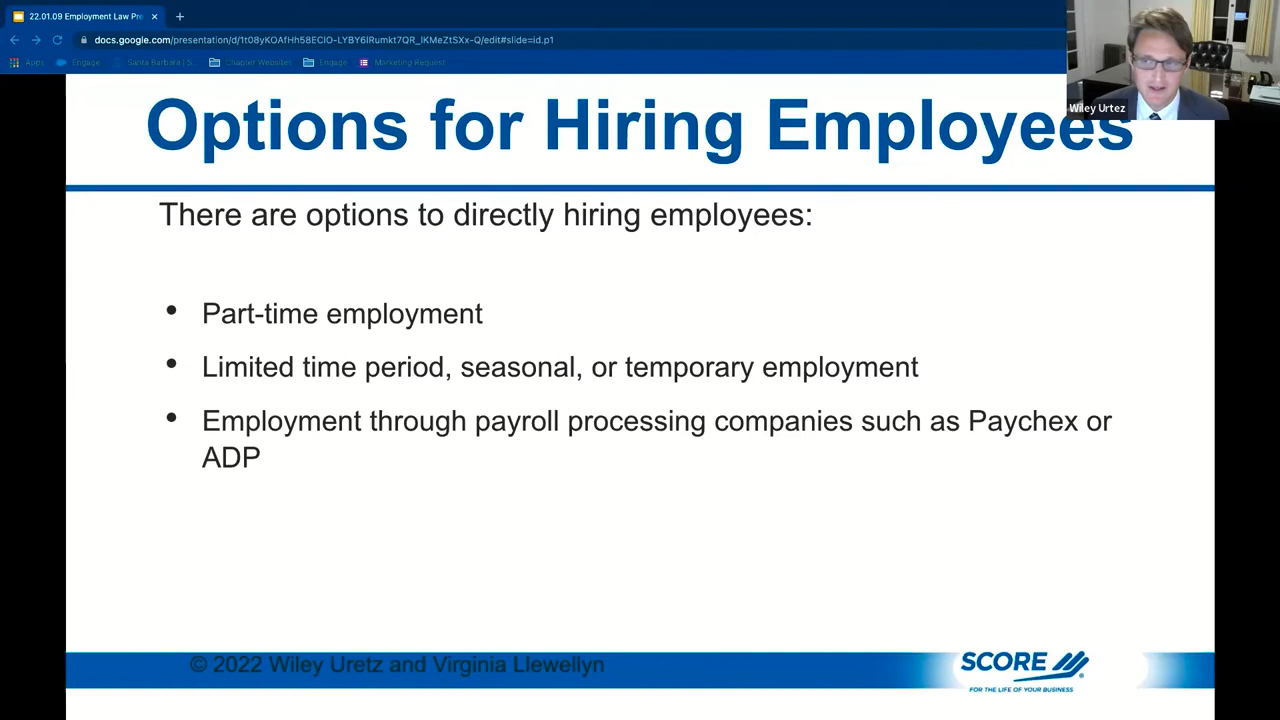 22.01.09 Employment Law Pre
docs.google.com/presentation/d/1t08yKOAfHh58EClO-LYBY6lRumkt7QR_lKMeZtSXx-Q/edit#slide=id.p1
Apps Engage Santa Barbara | S... Chapter Websites Engage Marketing Request
Wiley Urtez
Options for Hiring Employees
There are options to directly hiring employees:
• Part-time employment
• Limited time period, seasonal, or temporary employment
• Employment through payroll processing companies such as Paychex or
ADP
© 2022 Wiley Uretz and Virginia Llewellyn
SCORE
FOR THE LIFE OF YOUR BUSINESS